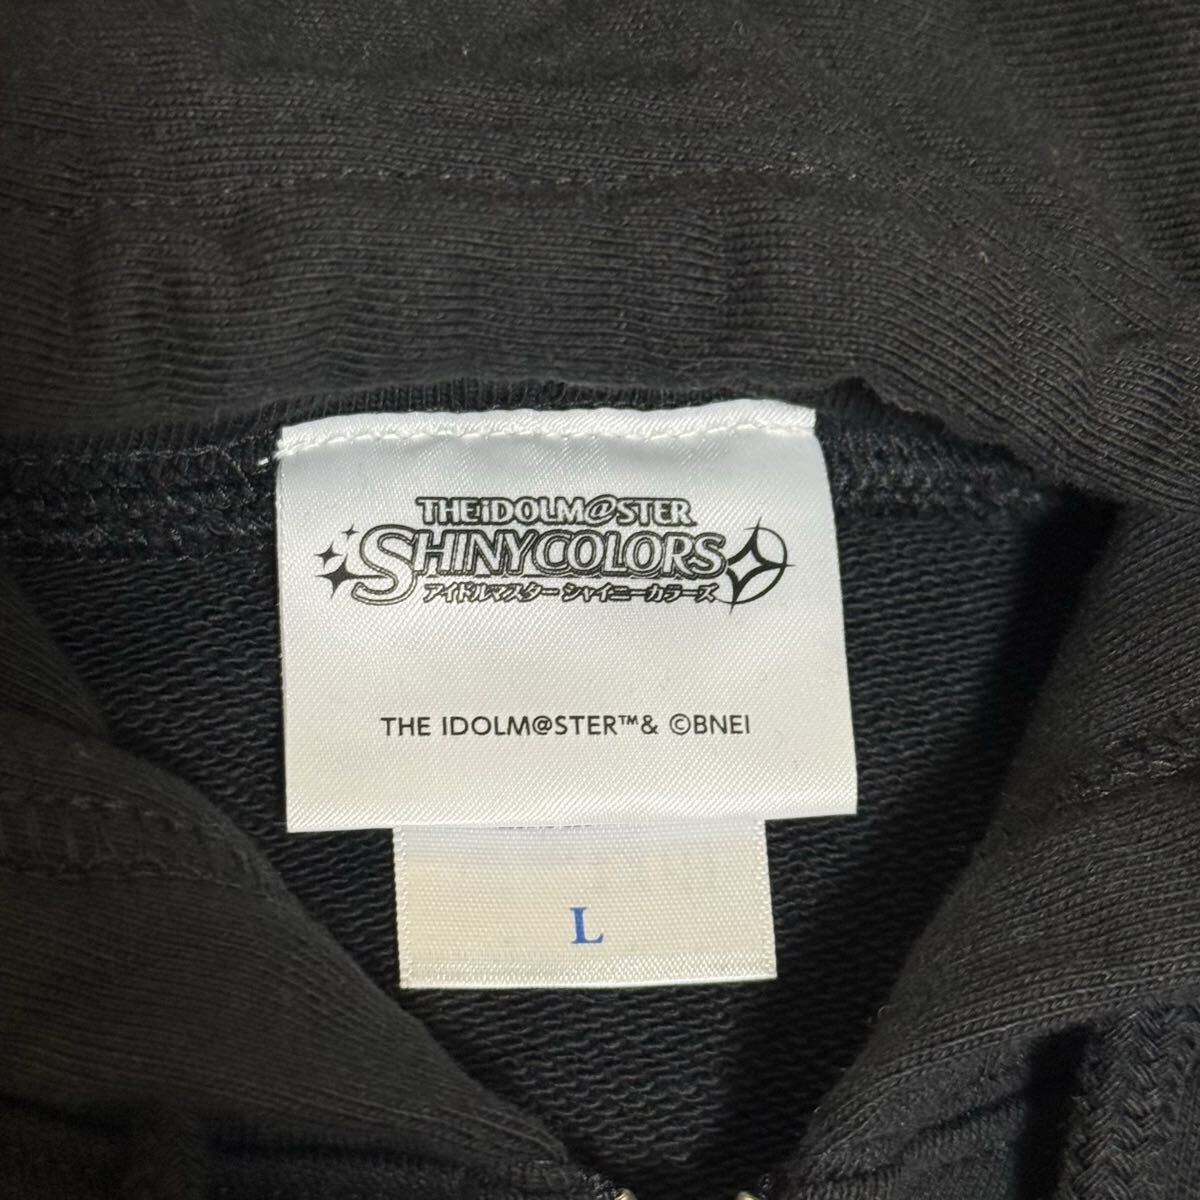 THE iDOLM@STER
SHINYCOLORS
アイドルマスター シャイニーカラーズ
THE IDOLM@STER™& ©BNEI
L